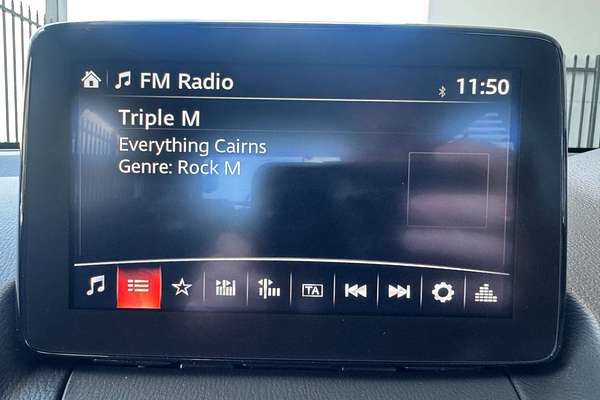 FM Radio
11:50
Triple M
Everything Cairns
Genre: Rock M
TA